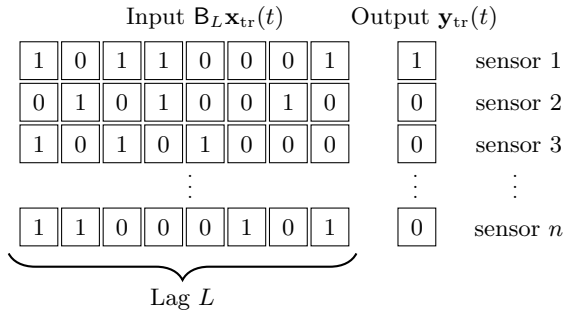 Input B_L x_tr(t) Output y_tr(t)
1 0 1 1 0 0 0 1 1 sensor 1
0 1 0 1 0 0 1 0 0 sensor 2
1 0 1 0 1 0 0 0 0 sensor 3
⋮ ⋮ ⋮
1 1 0 0 0 1 0 1 0 sensor n
Lag L